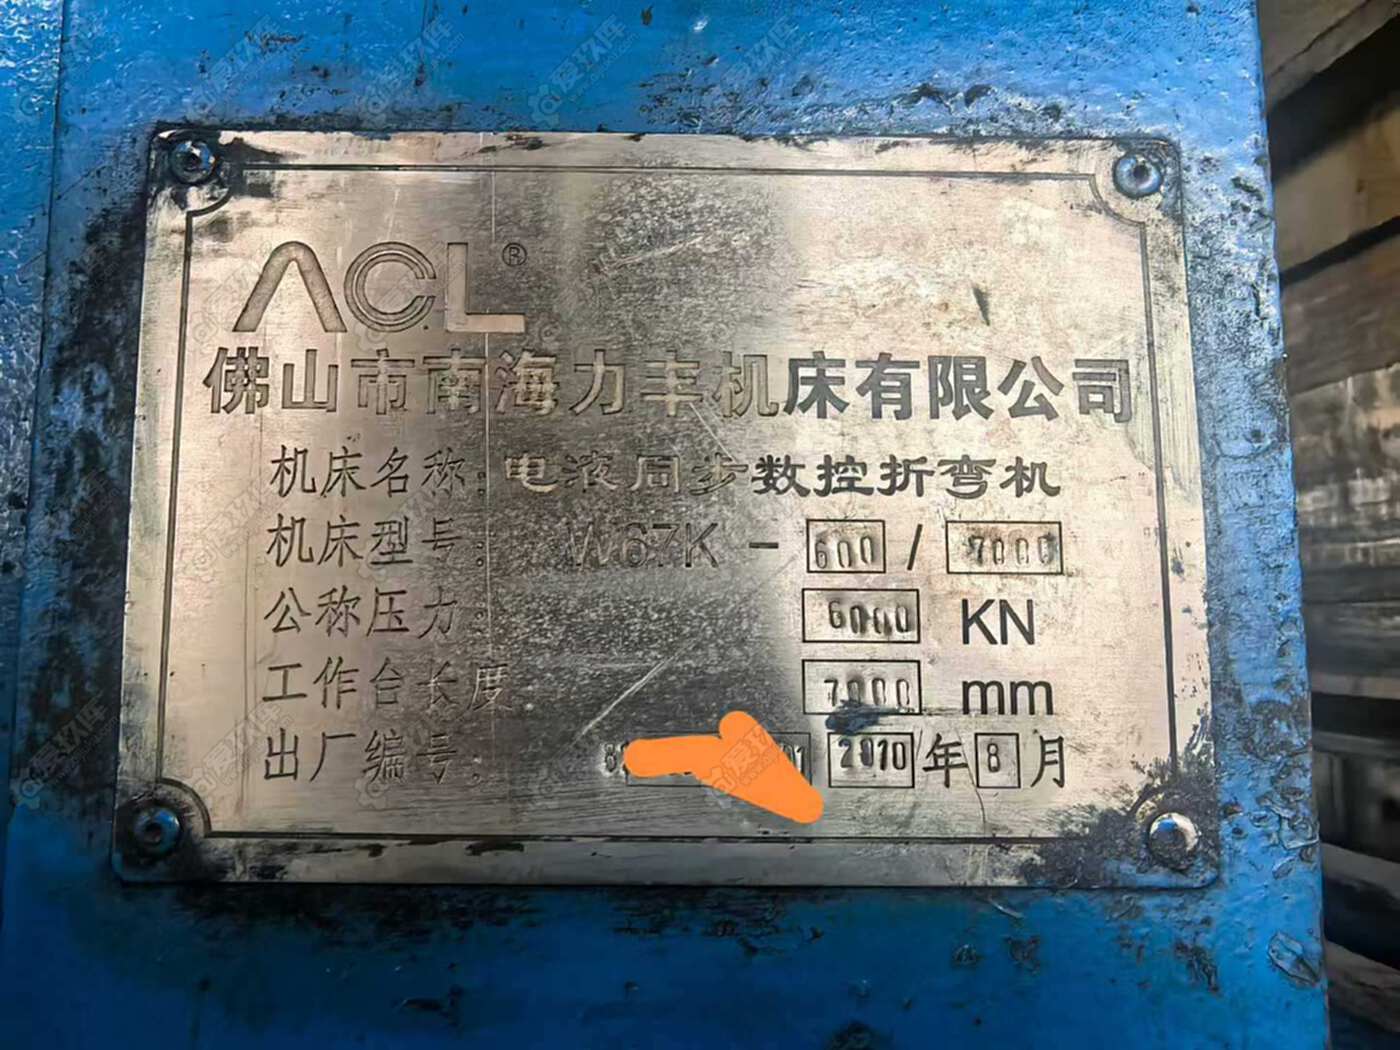 ACL®
佛山市南海力丰机床有限公司
机床名称：电液同步数控折弯机
机床型号： W67K - 600 / 7000
公称压力： 6000 KN
工作台长度 7000 mm
出厂编号： 2010年8月